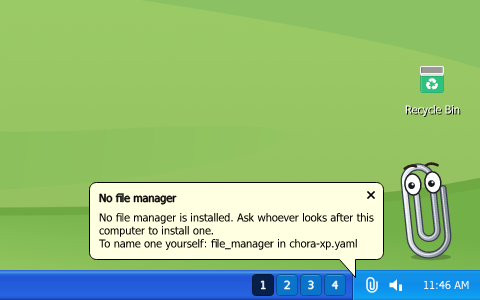 Recycle Bin
No file manager
No file manager is installed. Ask whoever looks after this
computer to install one.
To name one yourself: file_manager in chora-xp.yaml
1 2 3 4
11:46 AM